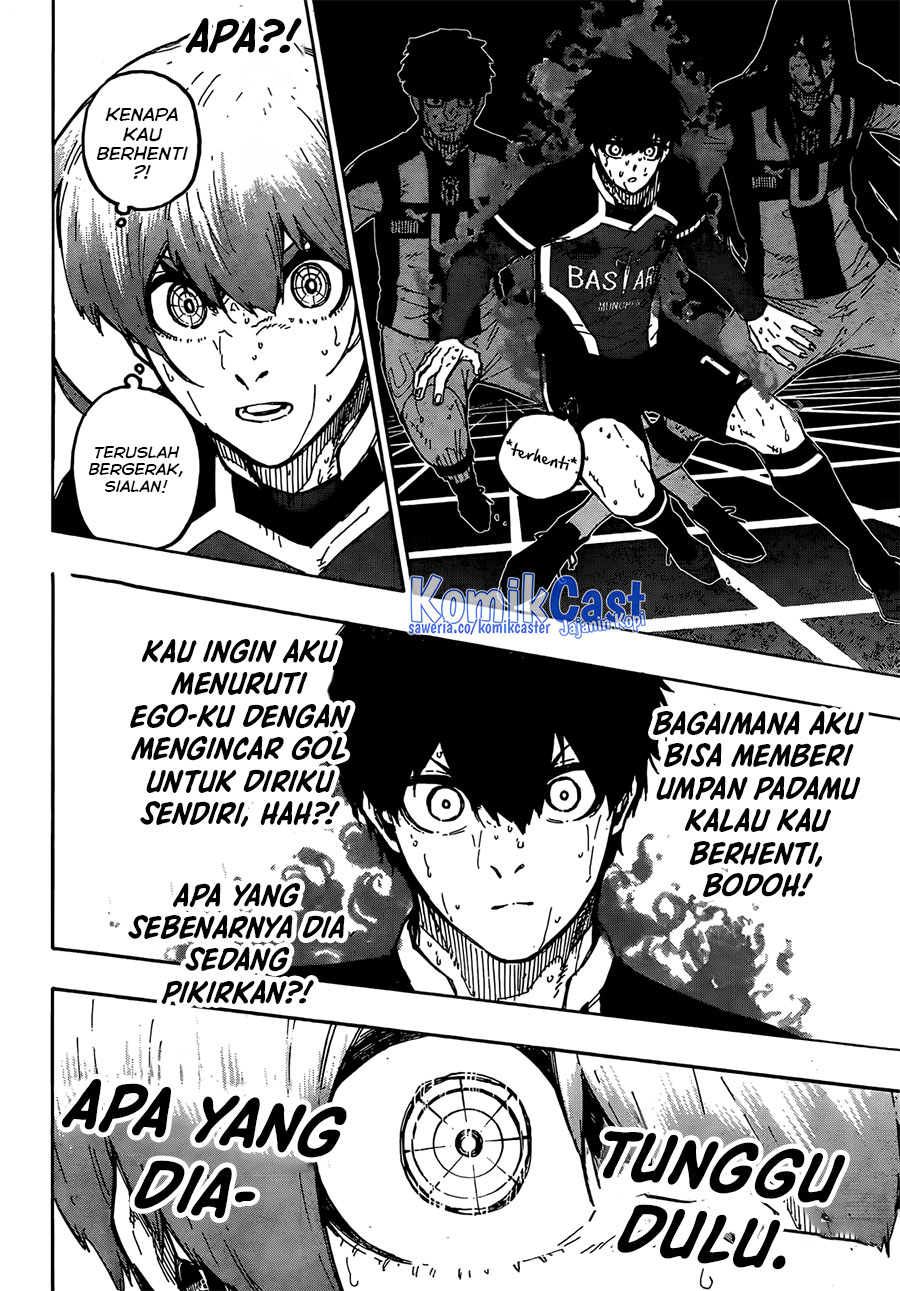 *terhenti*
BASTAR
MÜNCHEN
1
APA?!
KENAPA
KAU
BERHENTI
?!
TERUSLAH
BERGERAK,
SIALAN!
KomikCast
saweria.co/komikcaster Jajanin Kopi
BAGAIMANA AKU
BISA MEMBERI
UMPAN PADAMU
KALAU KAU
BERHENTI,
BODOH!
KAU INGIN AKU
MENURUTI
EGO-KU DENGAN
MENGINCAR GOL
UNTUK DIRIKU
SENDIRI, HAH?!
APA YANG
SEBENARNYA DIA
SEDANG
PIKIRKAN?!
TUNGGU
DULU.
APA YANG
DIA-